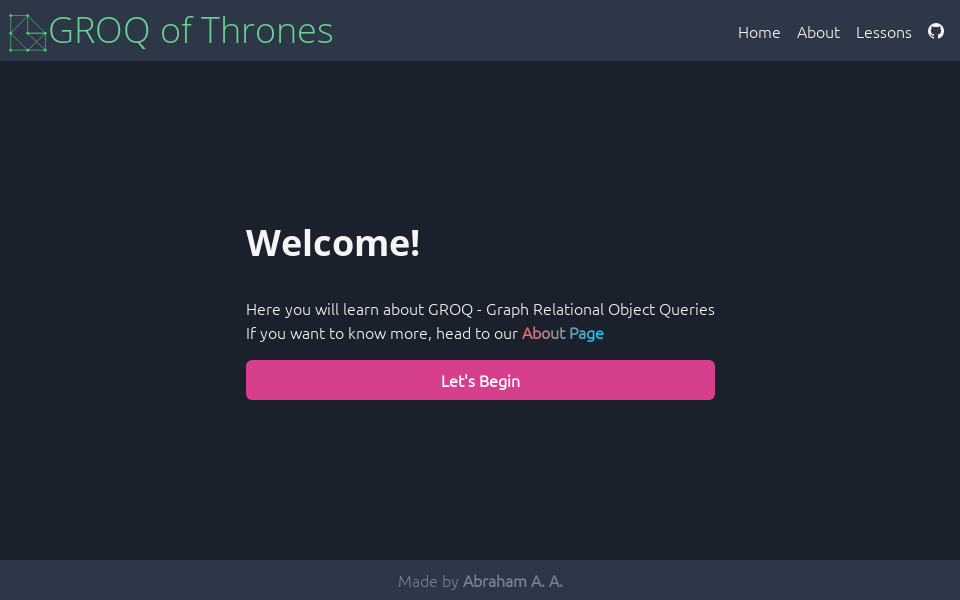 GROQ of Thrones
Home About Lessons
Welcome!
Here you will learn about GROQ - Graph Relational Object Queries
If you want to know more, head to our About Page
Let's Begin
Made by Abraham A. A.